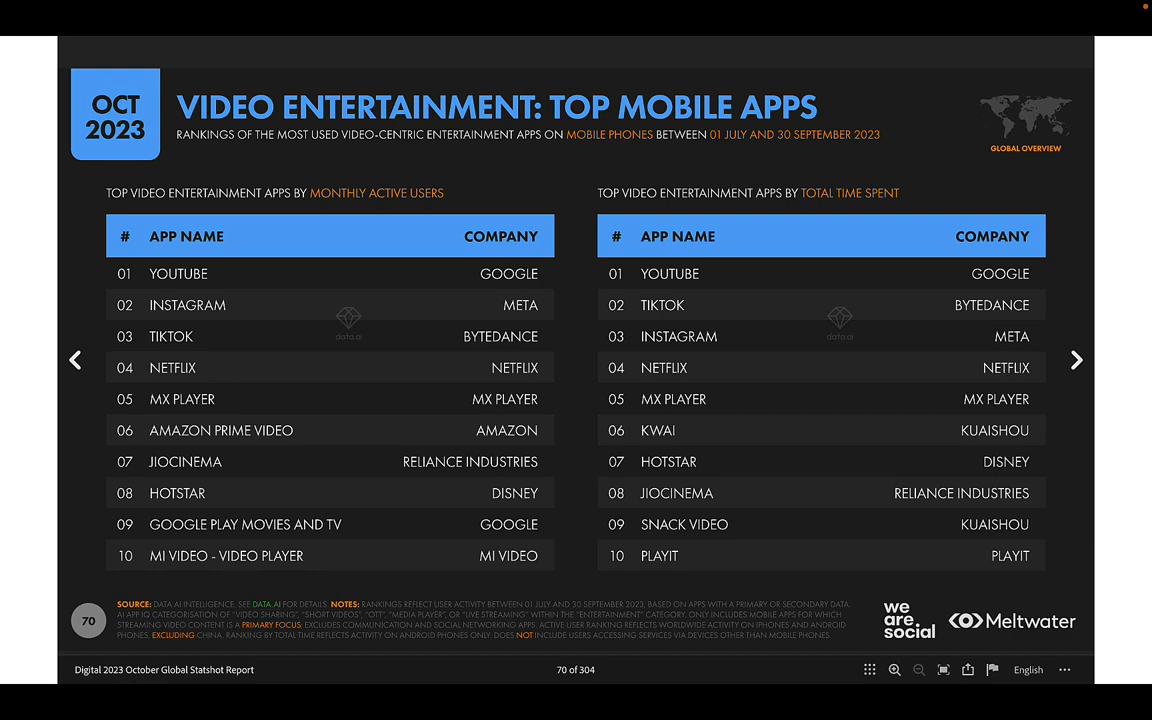 OCT
2023
VIDEO ENTERTAINMENT: TOP MOBILE APPS
RANKINGS OF THE MOST USED VIDEO-CENTRIC ENTERTAINMENT APPS ON MOBILE PHONES BETWEEN 01 JULY AND 30 SEPTEMBER 2023
GLOBAL OVERVIEW
TOP VIDEO ENTERTAINMENT APPS BY MONTHLY ACTIVE USERS
# APP NAME COMPANY
01 YOUTUBE GOOGLE
02 INSTAGRAM META
03 TIKTOK BYTEDANCE
04 NETFLIX NETFLIX
05 MX PLAYER MX PLAYER
06 AMAZON PRIME VIDEO AMAZON
07 JIOCINEMA RELIANCE INDUSTRIES
08 HOTSTAR DISNEY
09 GOOGLE PLAY MOVIES AND TV GOOGLE
10 MI VIDEO - VIDEO PLAYER MI VIDEO
data.ai
TOP VIDEO ENTERTAINMENT APPS BY TOTAL TIME SPENT
# APP NAME COMPANY
01 YOUTUBE GOOGLE
02 TIKTOK BYTEDANCE
03 INSTAGRAM META
04 NETFLIX NETFLIX
05 MX PLAYER MX PLAYER
06 KWAI KUAISHOU
07 HOTSTAR DISNEY
08 JIOCINEMA RELIANCE INDUSTRIES
09 SNACK VIDEO KUAISHOU
10 PLAYIT PLAYIT
data.ai
70
SOURCE: DATA.AI INTELLIGENCE. SEE DATA.AI FOR DETAILS. NOTES: RANKINGS REFLECT USER ACTIVITY BETWEEN 01 JULY AND 30 SEPTEMBER 2023, BASED ON APPS WITH A PRIMARY OR SECONDARY DATA.
AI APP IQ CATEGORISATION OF "VIDEO SHARING", "SHORT VIDEOS", "OTT", "MEDIA PLAYER", OR "LIVE STREAMING" WITHIN THE "ENTERTAINMENT" CATEGORY. ONLY INCLUDES MOBILE APPS FOR WHICH
STREAMING VIDEO CONTENT IS A PRIMARY FOCUS; EXCLUDES COMMUNICATION AND SOCIAL NETWORKING APPS. ACTIVE USER RANKING REFLECTS WORLDWIDE ACTIVITY ON IPHONES AND ANDROID
PHONES, EXCLUDING CHINA. RANKING BY TOTAL TIME REFLECTS ACTIVITY ON ANDROID PHONES ONLY. DOES NOT INCLUDE USERS ACCESSING SERVICES VIA DEVICES OTHER THAN MOBILE PHONES.
we
are
social
Meltwater
Digital 2023 October Global Statshot Report
70 of 304
English